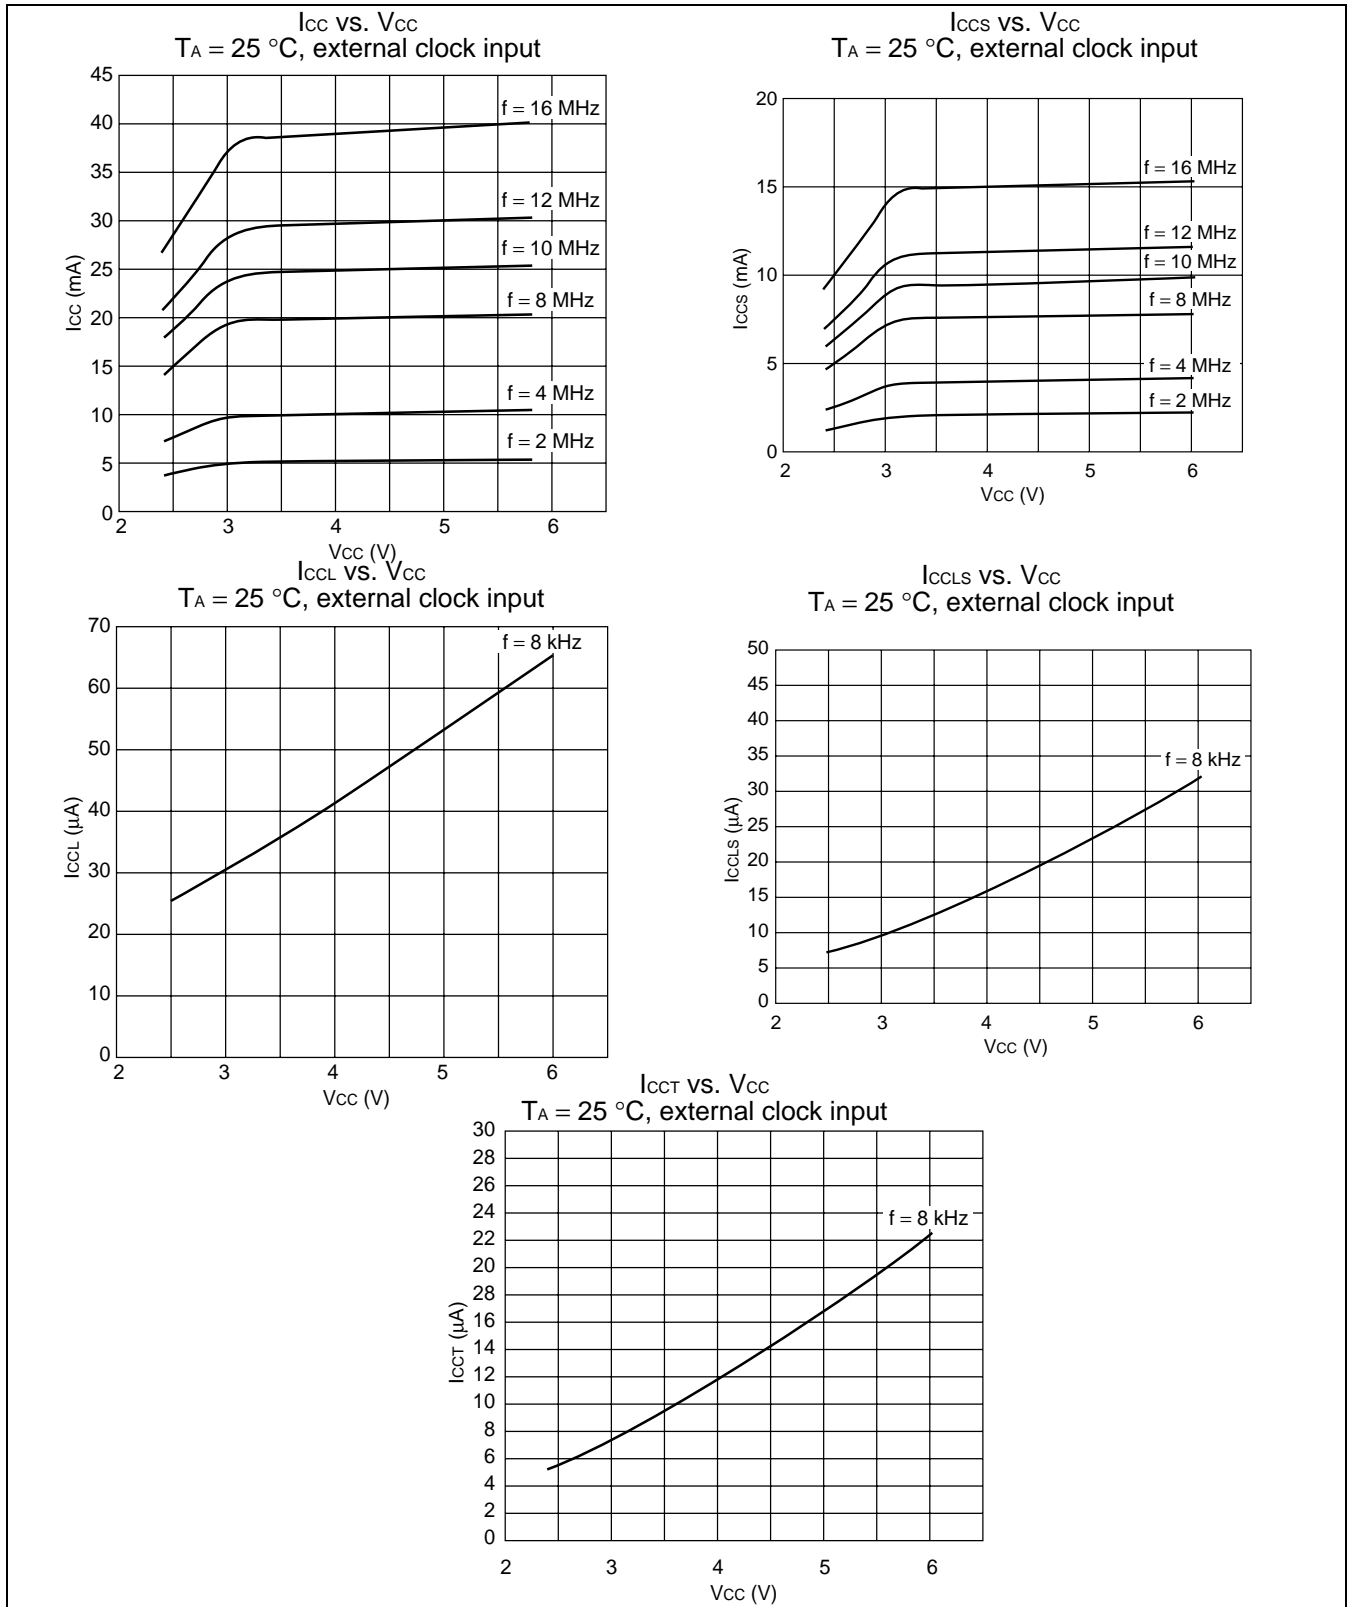 ICC vs. VCC
TA = 25 °C, external clock input
45
40
35
30
25
20
15
10
5
0
ICC (mA)
f = 16 MHz
f = 12 MHz
f = 10 MHz
f = 8 MHz
f = 4 MHz
f = 2 MHz
2 3 4 5 6
VCC (V)
ICCS vs. VCC
TA = 25 °C, external clock input
20
15
10
5
0
ICCS (mA)
f = 16 MHz
f = 12 MHz
f = 10 MHz
f = 8 MHz
f = 4 MHz
f = 2 MHz
2 3 4 5 6
VCC (V)
ICCL vs. VCC
TA = 25 °C, external clock input
70
60
50
40
30
20
10
0
ICCL (µA)
f = 8 kHz
2 3 4 5 6
VCC (V)
ICCLS vs. VCC
TA = 25 °C, external clock input
50
45
40
35
30
25
20
15
10
5
0
ICCLS (µA)
f = 8 kHz
2 3 4 5 6
VCC (V)
ICCT vs. VCC
TA = 25 °C, external clock input
30
28
26
24
22
20
28
16
14
12
10
8
6
4
2
0
ICCT (µA)
f = 8 kHz
2 3 4 5 6
VCC (V)